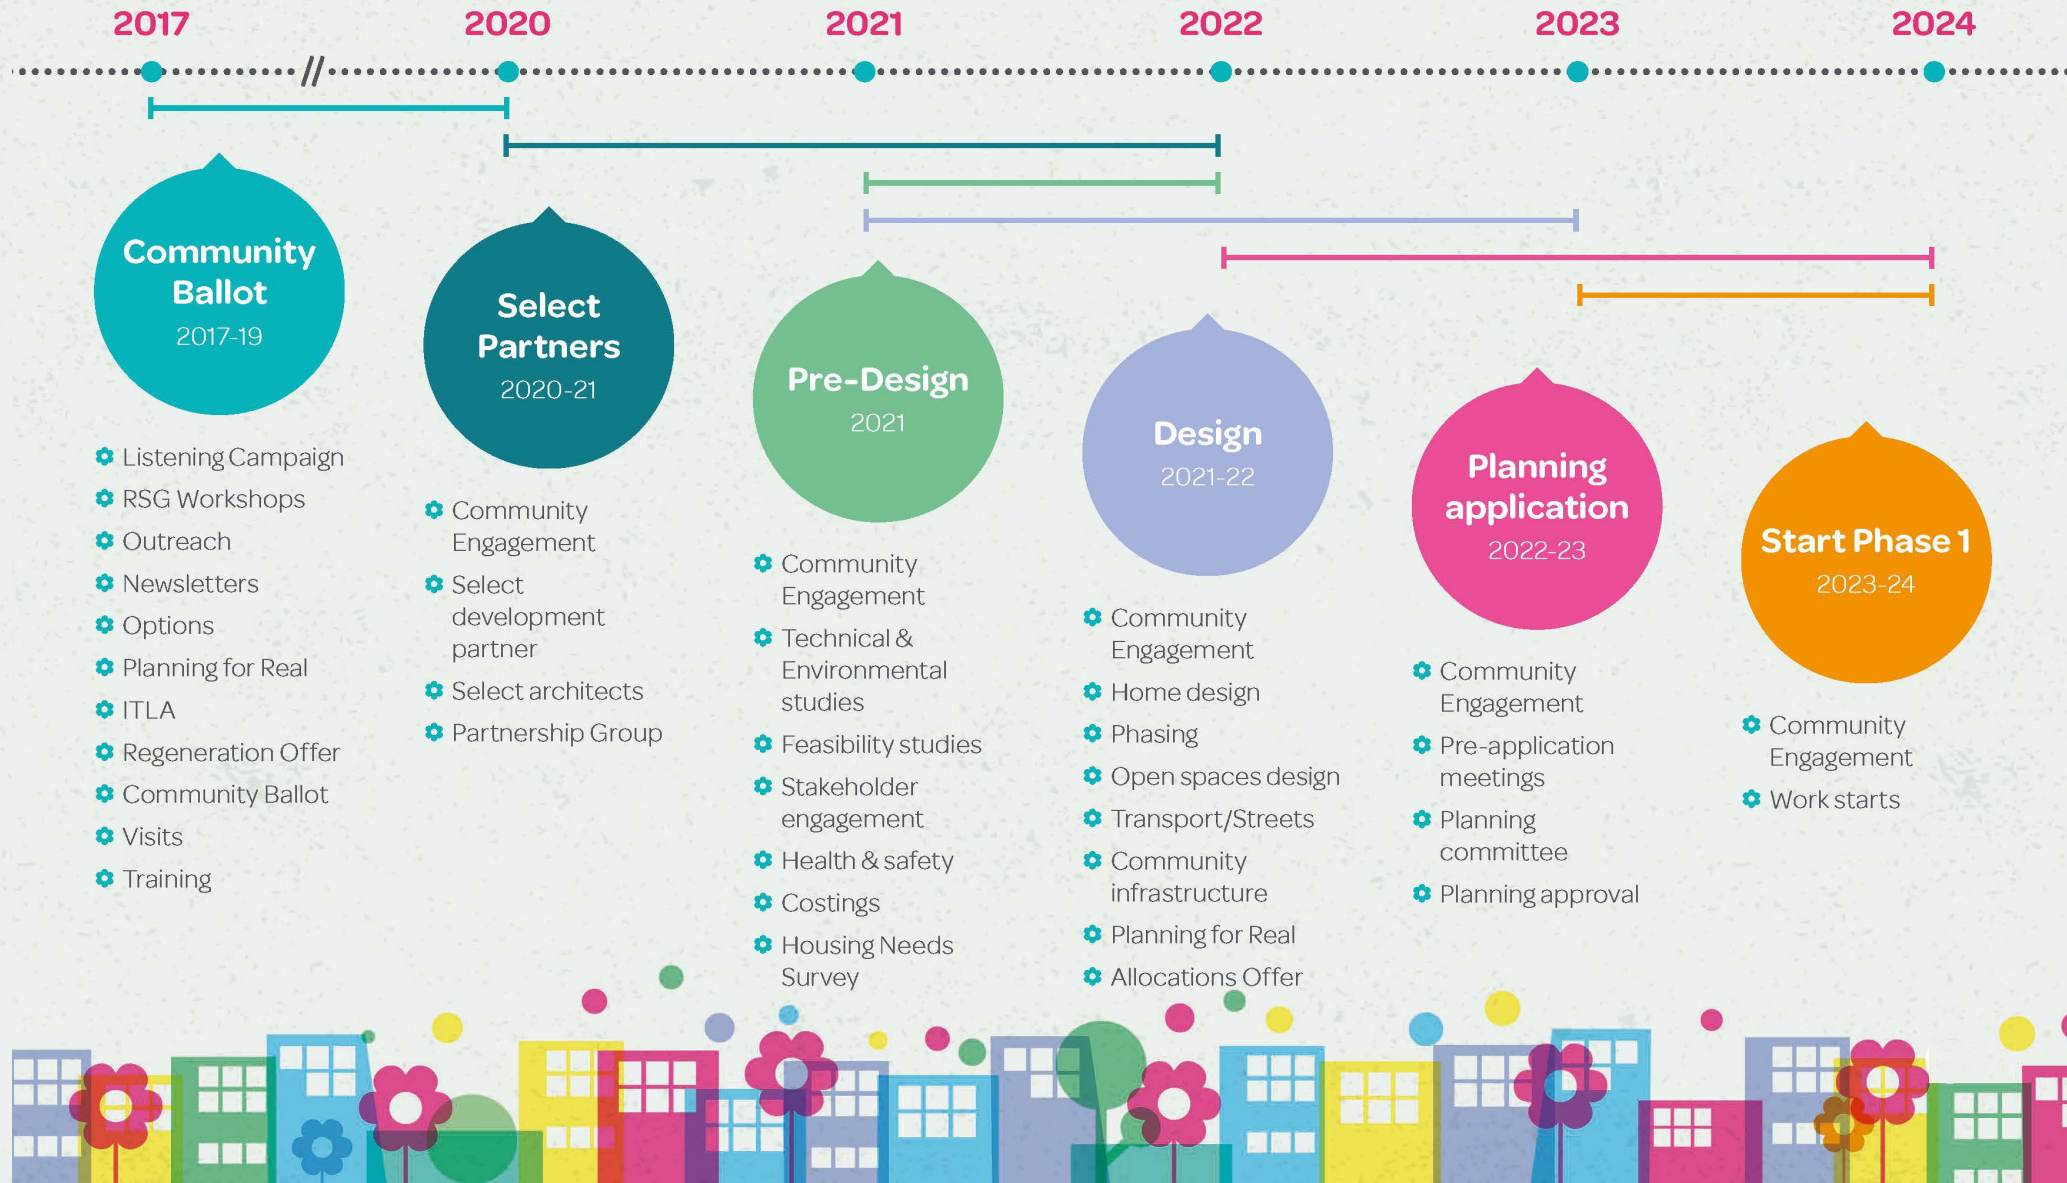 2017
2020
2021
2022
2023
2024
Community
Ballot
2017-19
Listening Campaign
RSG Workshops
Outreach
Newsletters
Options
Planning for Real
ITLA
Regeneration Offer
Community Ballot
Visits
Training
Select
Partners
2020-21
Community
Engagement
Select
development
partner
Select architects
Partnership Group
Pre-Design
2021
Community
Engagement
Technical &
Environmental
studies
Feasibility studies
Stakeholder
engagement
Health & safety
Costings
Housing Needs
Survey
Design
2021-22
Community
Engagement
Home design
Phasing
Open spaces design
Transport/Streets
Community
infrastructure
Planning for Real
Allocations Offer
Planning
application
2022-23
Community
Engagement
Pre-application
meetings
Planning
committee
Planning approval
Start Phase 1
2023-24
Community
Engagement
Work starts